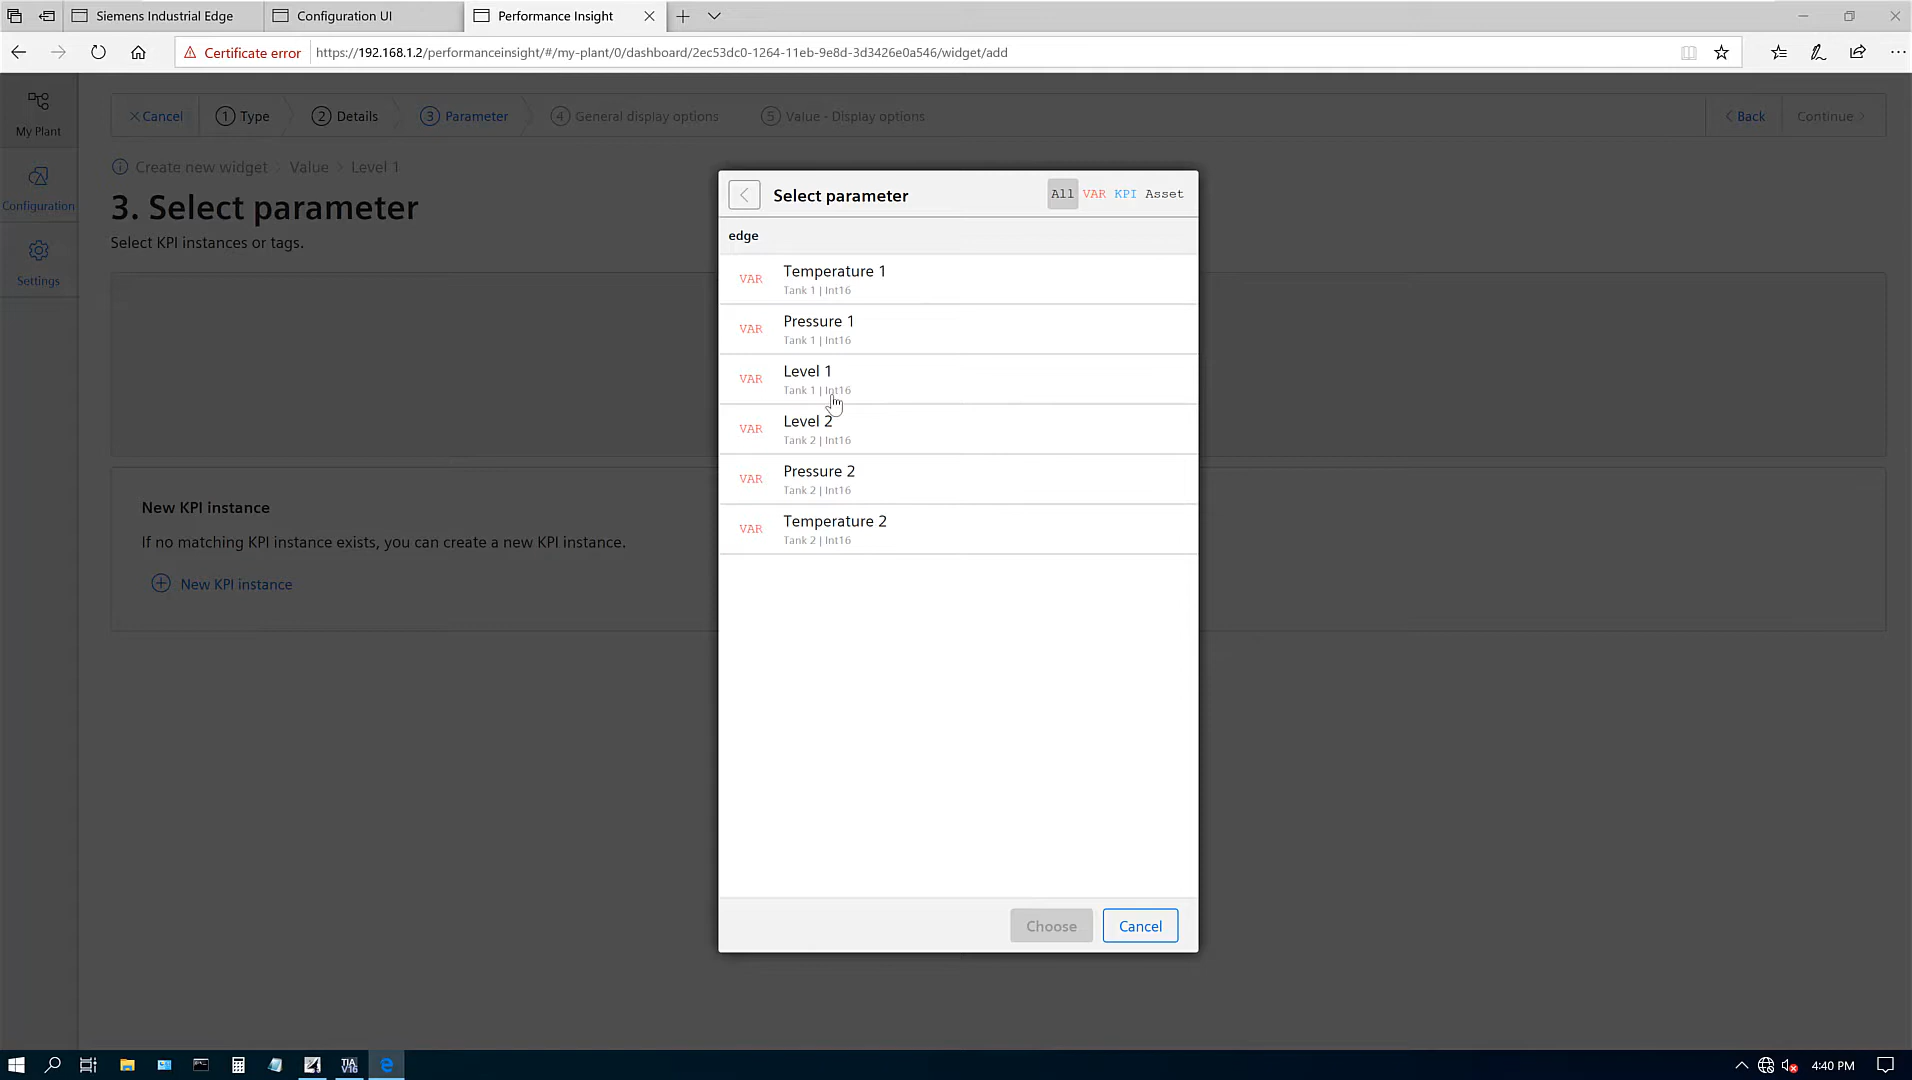 Siemens Industrial Edge
Configuration UI
Performance Insight
Certificate error
https://192.168.1.2/performanceinsight/#/my-plant/0/dashboard/2ec53dc0-1264-11eb-9e8d-3d3426e0a546/widget/add
My Plant
Configuration
Settings
Cancel
1 Type
2 Details
3 Parameter
4 General display options
5 Value - Display options
Back
Continue
Create new widget > Value > Level 1
3. Select parameter
Select KPI instances or tags.
New KPI instance
If no matching KPI instance exists, you can create a new KPI instance.
New KPI instance
Select parameter
All VAR KPI Asset
edge
VAR Temperature 1
Tank 1 | Int16
VAR Pressure 1
Tank 1 | Int16
VAR Level 1
Tank 1 | Int16
VAR Level 2
Tank 2 | Int16
VAR Pressure 2
Tank 2 | Int16
VAR Temperature 2
Tank 2 | Int16
Choose
Cancel
TIA
V16
4:40 PM